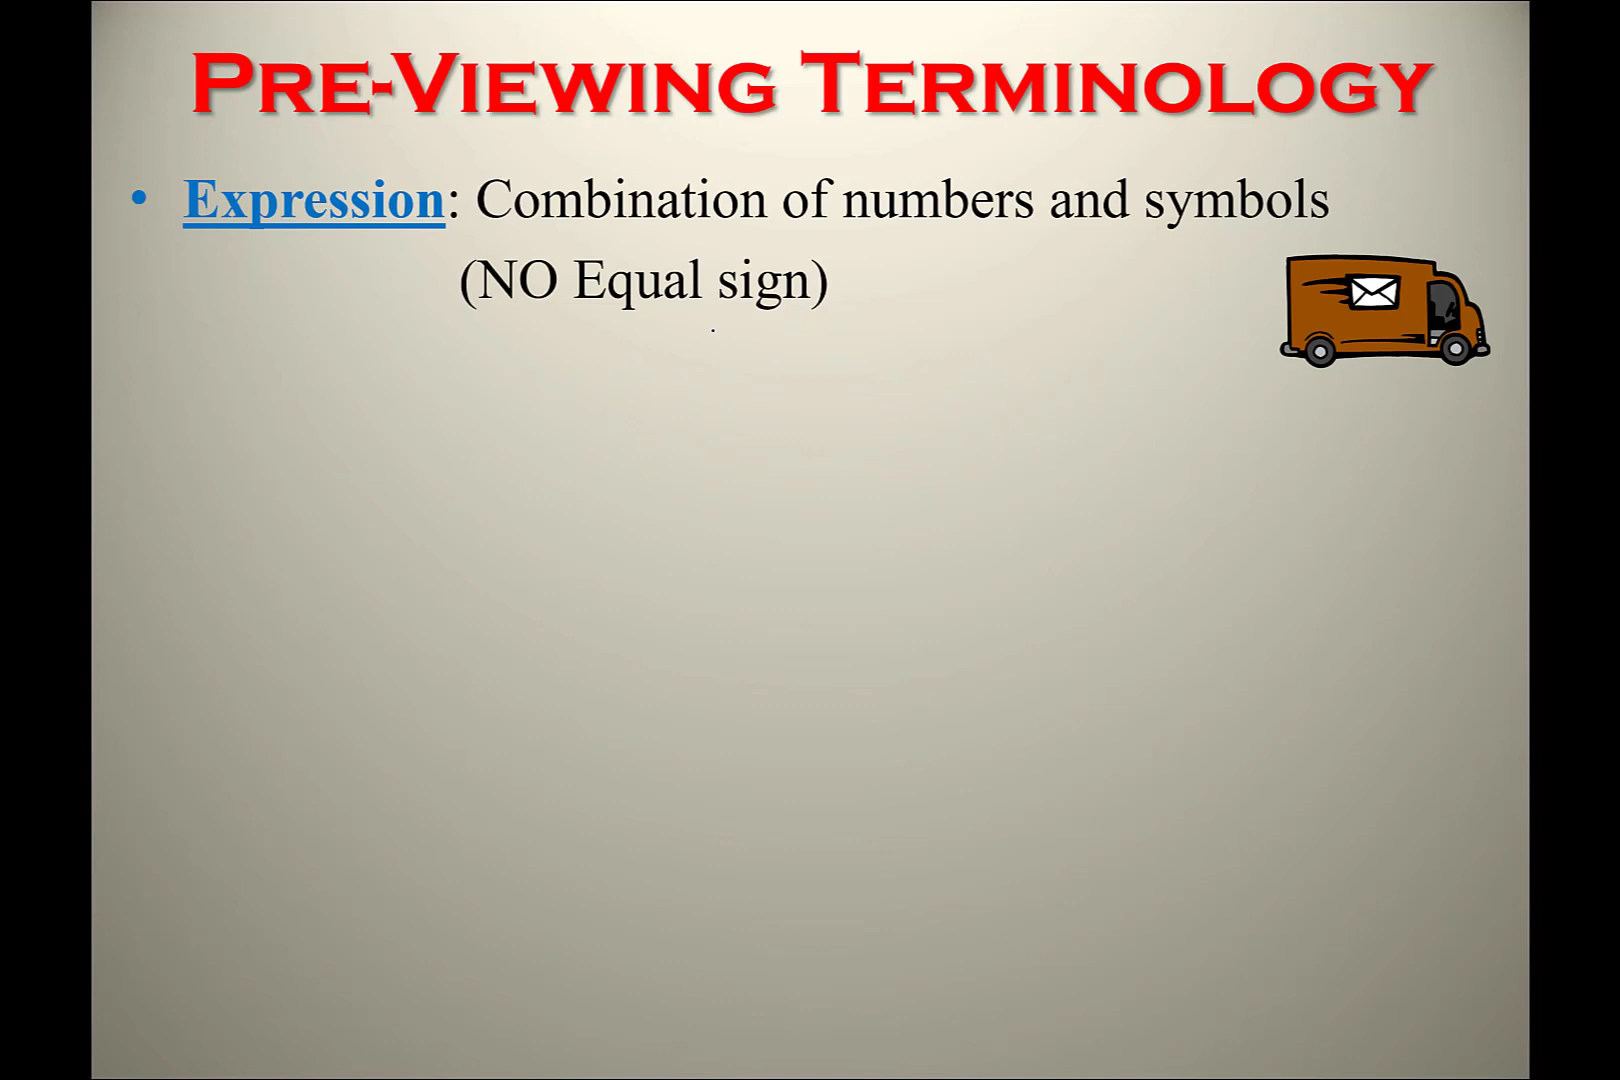 PRE-VIEWING TERMINOLOGY
• Expression: Combination of numbers and symbols
(NO Equal sign)